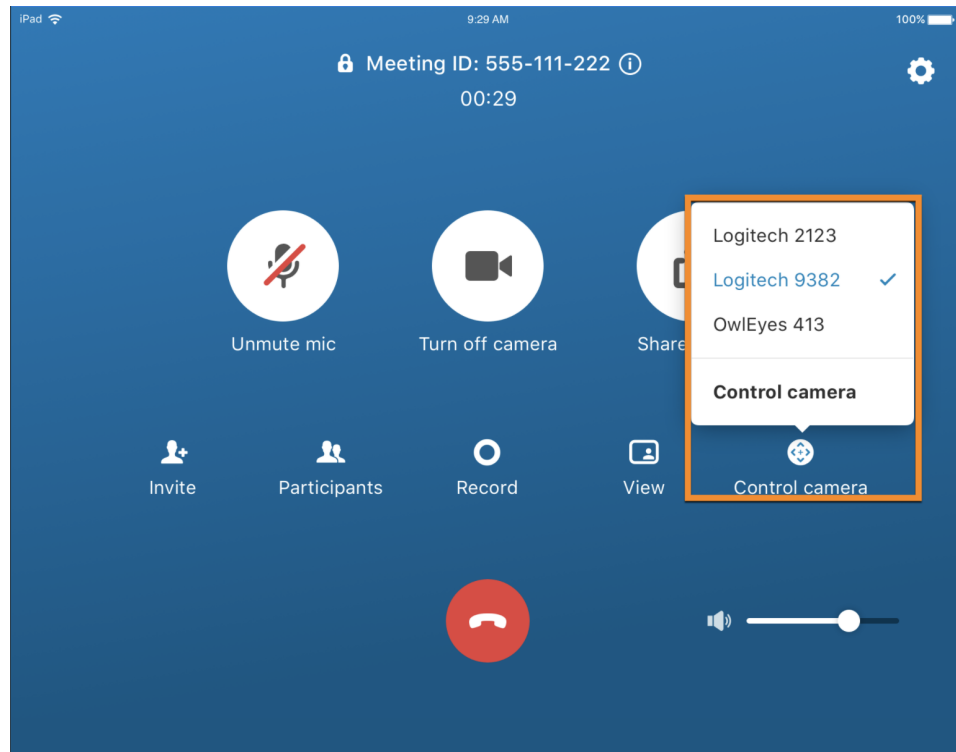 iPad 9:29 AM 100%
Meeting ID: 555-111-222
00:29
Logitech 2123
Logitech 9382
OwlEyes 413
Control camera
Unmute mic Turn off camera Share
Invite Participants Record View Control camera